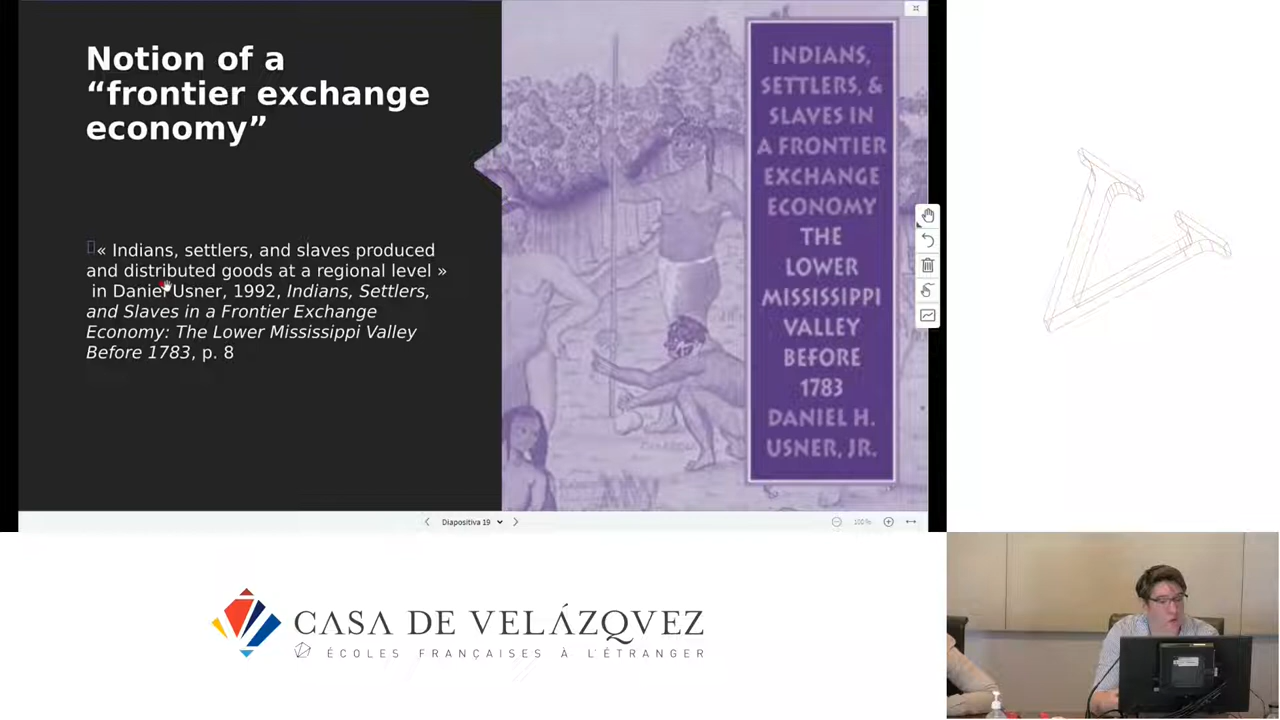 Notion of a
“frontier exchange
economy”
« Indians, settlers, and slaves produced
and distributed goods at a regional level »
in Daniel Usner, 1992, Indians, Settlers,
and Slaves in a Frontier Exchange
Economy: The Lower Mississippi Valley
Before 1783, p. 8
INDIANS,
SETTLERS, &
SLAVES IN
A FRONTIER
EXCHANGE
ECONOMY
THE
LOWER
MISSISSIPPI
VALLEY
BEFORE
1783
DANIEL H.
USNER, JR.
Diapositiva 19
100%
CASA DE VELÁZQVEZ
ÉCOLES FRANÇAISES À L'ÉTRANGER